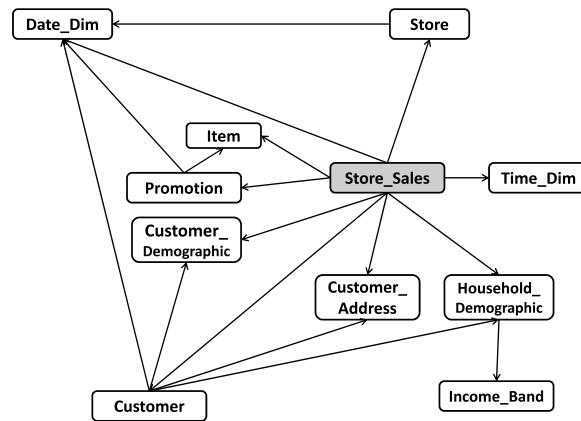 Date_Dim
Store
Item
Store_Sales
Time_Dim
Promotion
Customer_
Demographic
Customer_
Address
Household_
Demographic
Customer
Income_Band